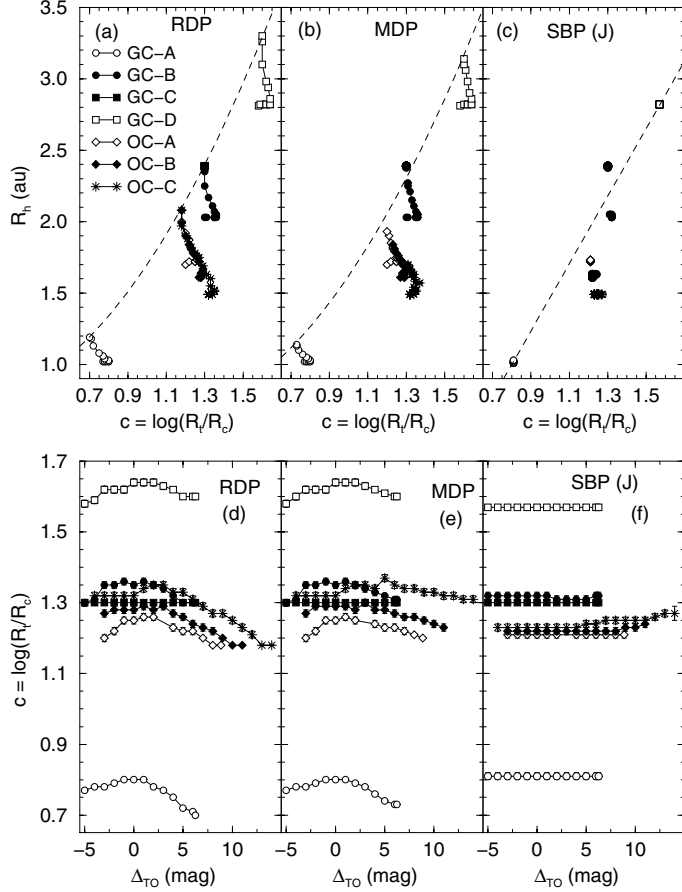 (a) RDP
(b) MDP
(c) SBP (J)
GC−A
GC−B
GC−C
GC−D
OC−A
OC−B
OC−C
R_h (au)
3.5
3.0
2.5
2.0
1.5
1.0
0.7 0.9 1.1 1.3 1.5
0.7 0.9 1.1 1.3 1.5
0.7 0.9 1.1 1.3 1.5
c = log(R_t/R_c)
c = log(R_t/R_c)
c = log(R_t/R_c)
RDP
(d)
MDP
(e)
SBP (J)
(f)
c = log(R_t/R_c)
1.7
1.5
1.3
1.1
0.9
0.7
−5 0 5 10
−5 0 5 10
−5 0 5 10 15
Δ_TO (mag)
Δ_TO (mag)
Δ_TO (mag)